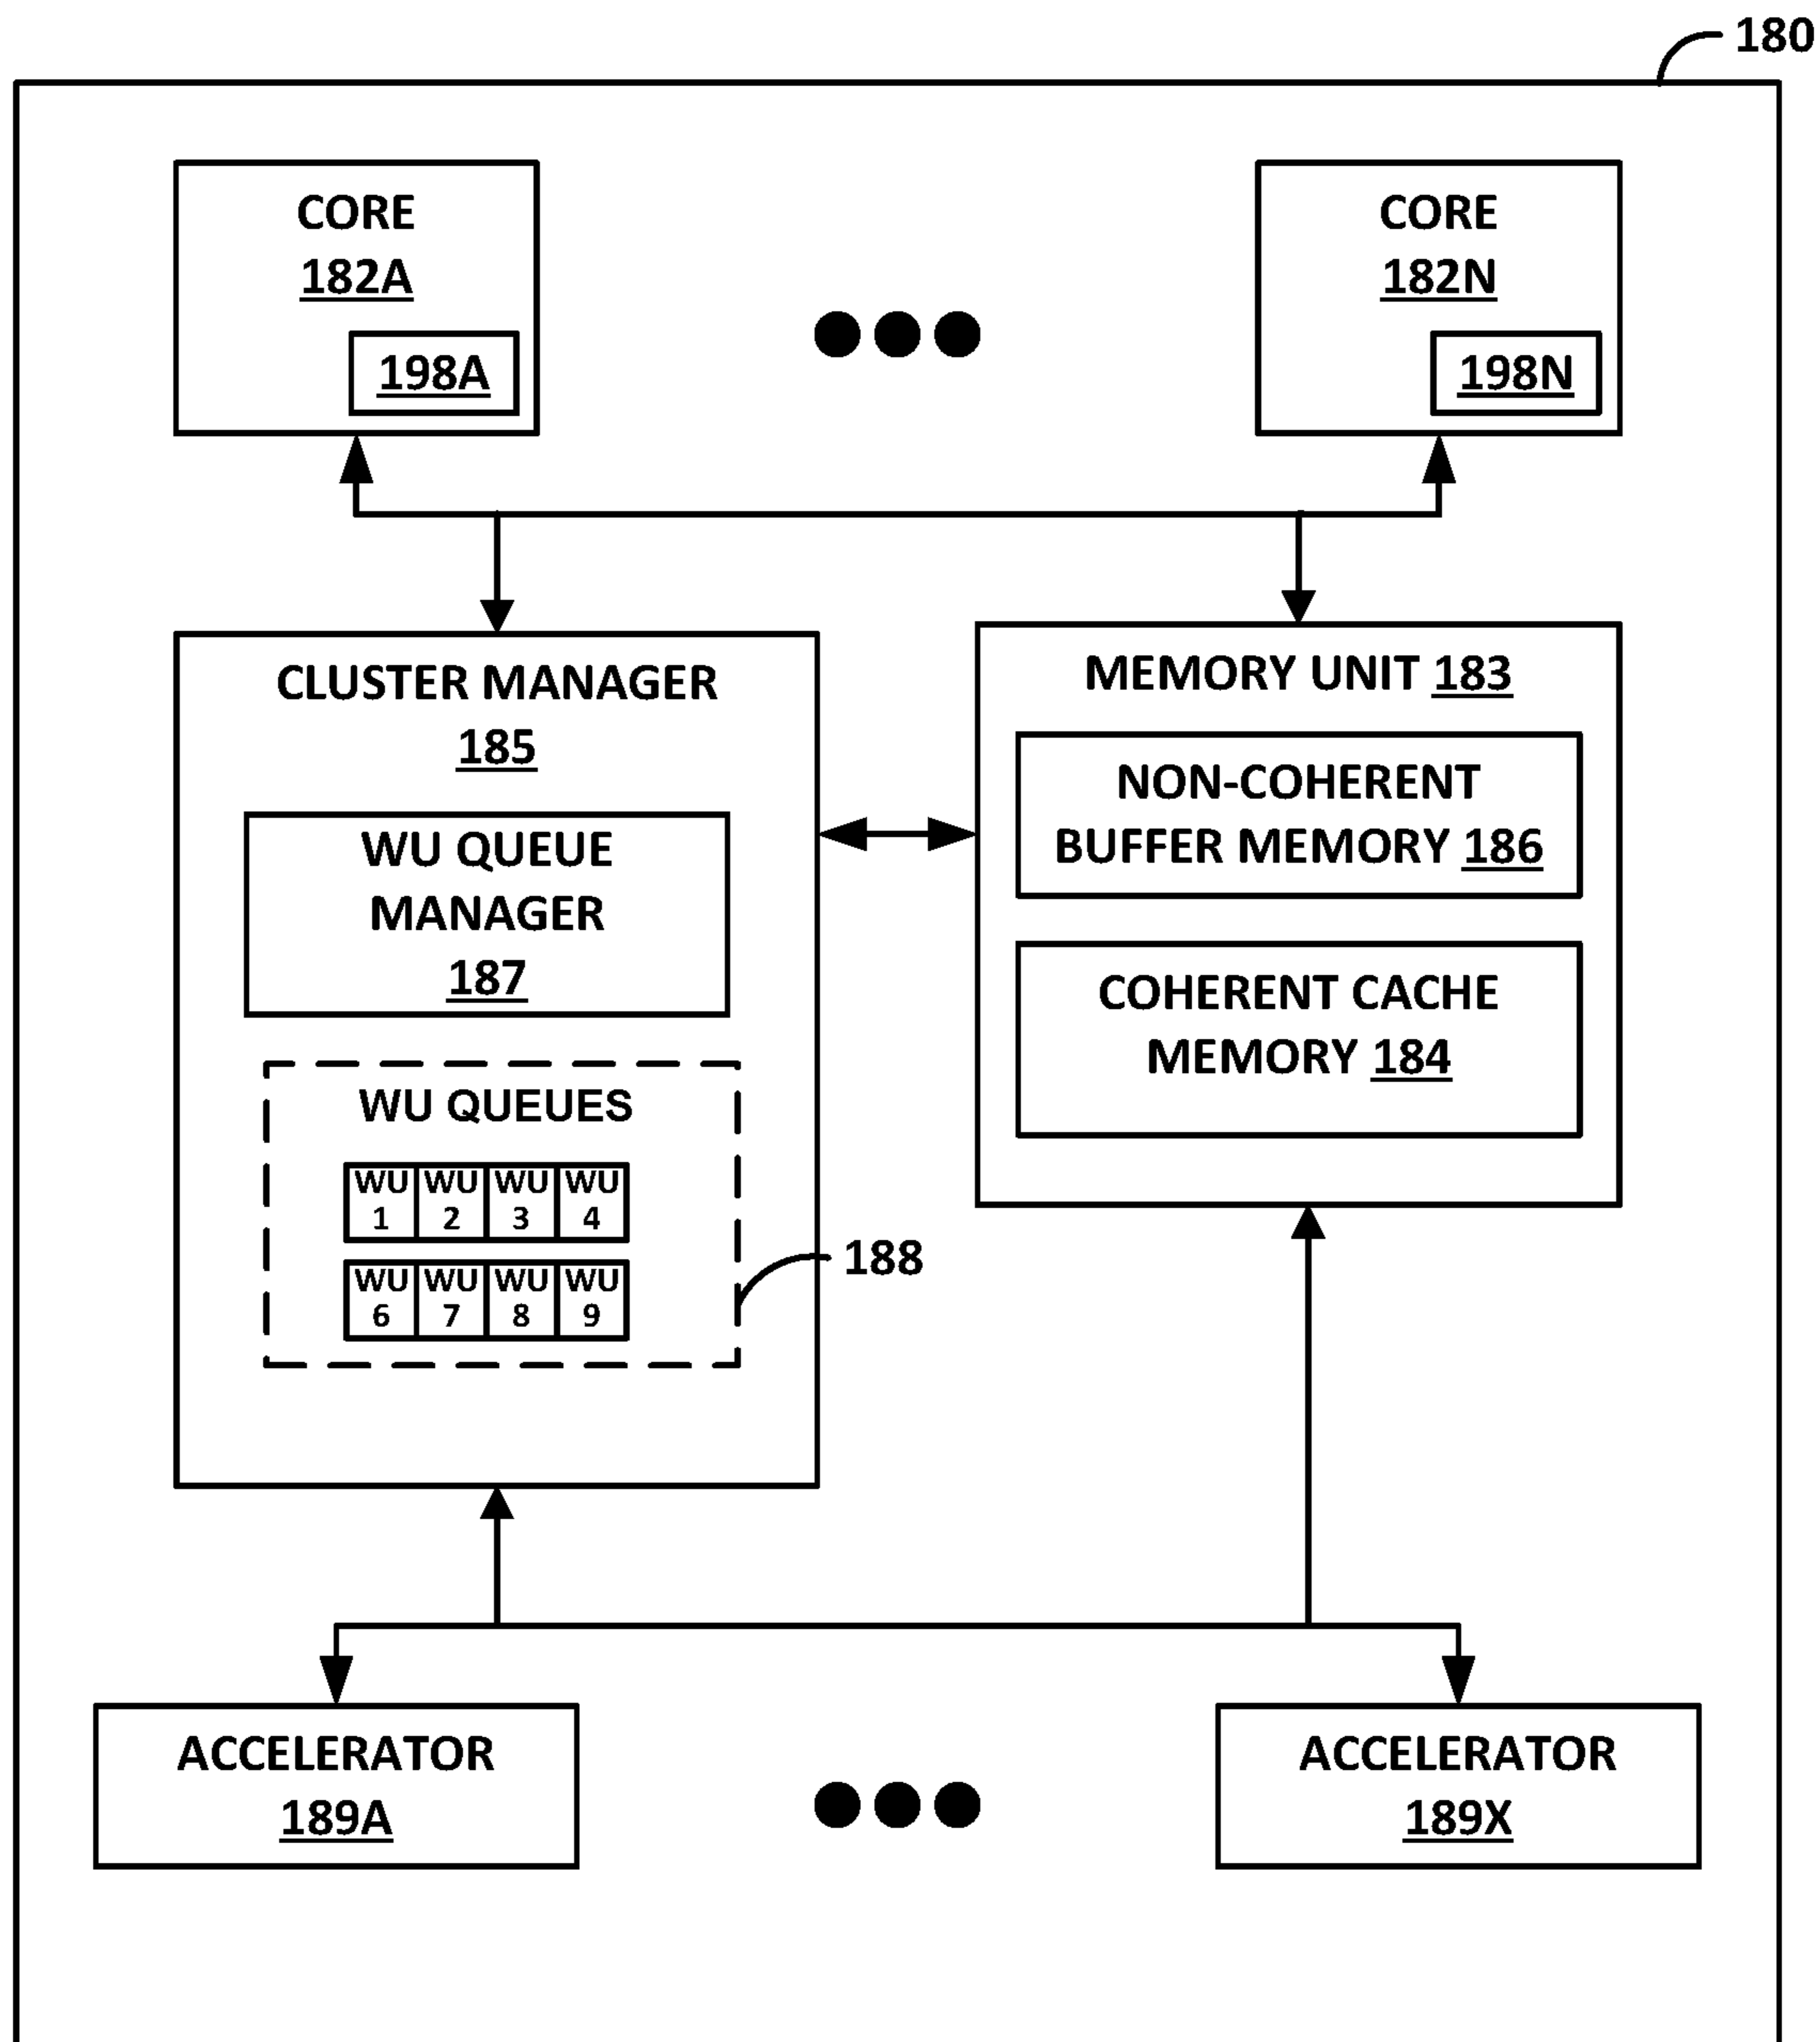 180
CORE
182A
198A
CORE
182N
198N
CLUSTER MANAGER
185
WU QUEUE
MANAGER
187
WU QUEUES
WU 1 WU 2 WU 3 WU 4
WU 6 WU 7 WU 8 WU 9
188
MEMORY UNIT 183
NON-COHERENT
BUFFER MEMORY 186
COHERENT CACHE
MEMORY 184
ACCELERATOR
189A
ACCELERATOR
189X